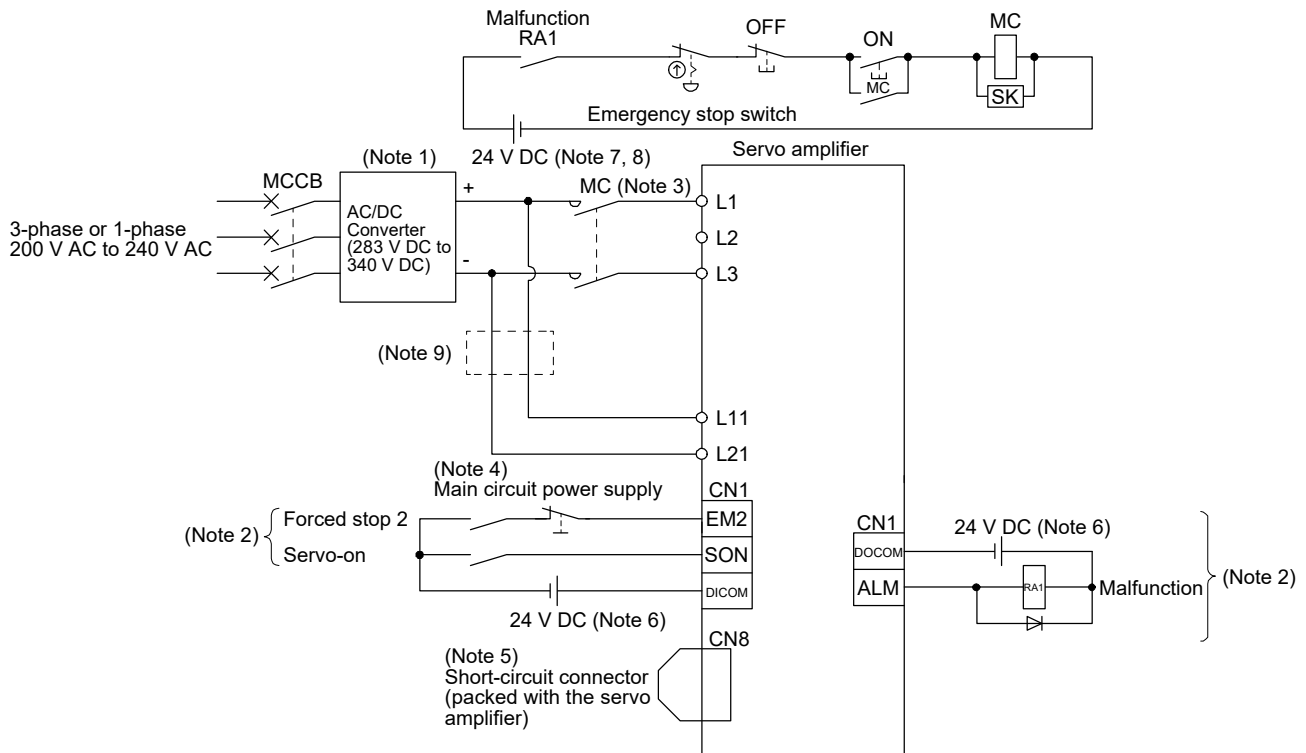 Malfunction
RA1
OFF
ON
MC
MC
SK
Emergency stop switch
24 V DC (Note 7, 8)
Servo amplifier
(Note 1)
MCCB
+
MC (Note 3)
L1
3-phase or 1-phase
200 V AC to 240 V AC
AC/DC
Converter
(283 V DC to
340 V DC)
L2
-
L3
(Note 9)
L11
L21
(Note 4)
Main circuit power supply
CN1
(Note 2)
Forced stop 2
EM2
Servo-on
SON
DICOM
24 V DC (Note 6)
CN1
24 V DC (Note 6)
DOCOM
ALM
RA1
Malfunction
(Note 2)
CN8
(Note 5)
Short-circuit connector
(packed with the servo
amplifier)